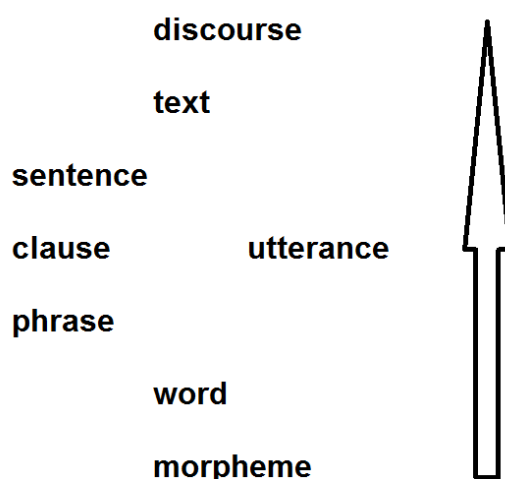 discourse
text
sentence
clause utterance
phrase
word
morpheme